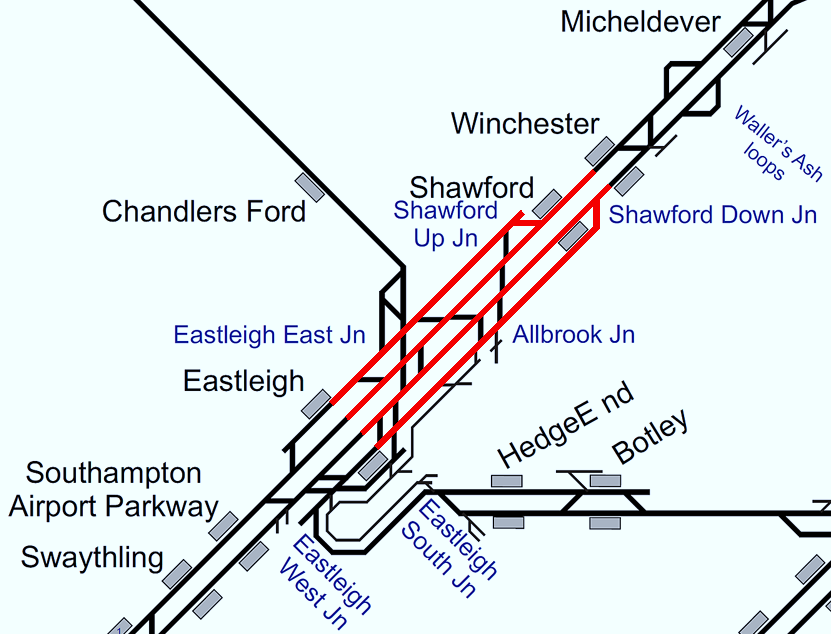 Micheldever
Waller's Ash
loops
Winchester
Shawford
Shawford
Up Jn
Shawford Down Jn
Chandlers Ford
Eastleigh East Jn
Allbrook Jn
Eastleigh
HedgeE nd
Botley
Southampton
Airport Parkway
Swaythling
Eastleigh
West Jn
Eastleigh
South Jn